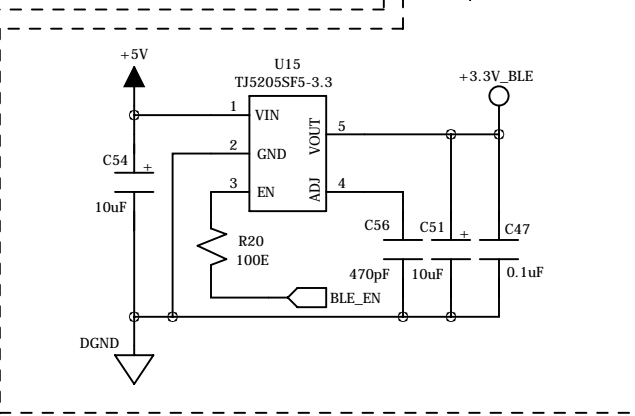 +5V
U15
TJ5205SF5-3.3
+3.3V_BLE
1
VIN
5
VOUT
2
GND
C54
+
10uF
3
EN
ADJ
4
R20
100E
C56
470pF
C51
+
10uF
C47
0.1uF
BLE_EN
DGND